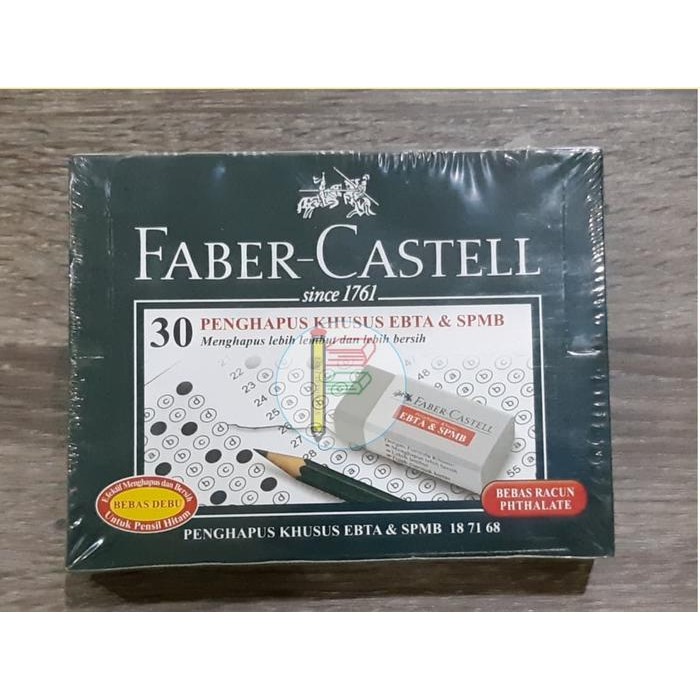 FABER-CASTELL
since 1761
30 PENGHAPUS KHUSUS EBTA & SPMB
Menghapus lebih lembut dan lebih bersih
FABER-CASTELL
EBTA & SPMB
Efektif Menghapus dan Bersih
BEBAS DEBU
Untuk Pensil Hitam
BEBAS RACUN
PHTHALATE
PENGHAPUS KHUSUS EBTA & SPMB 18 71 68